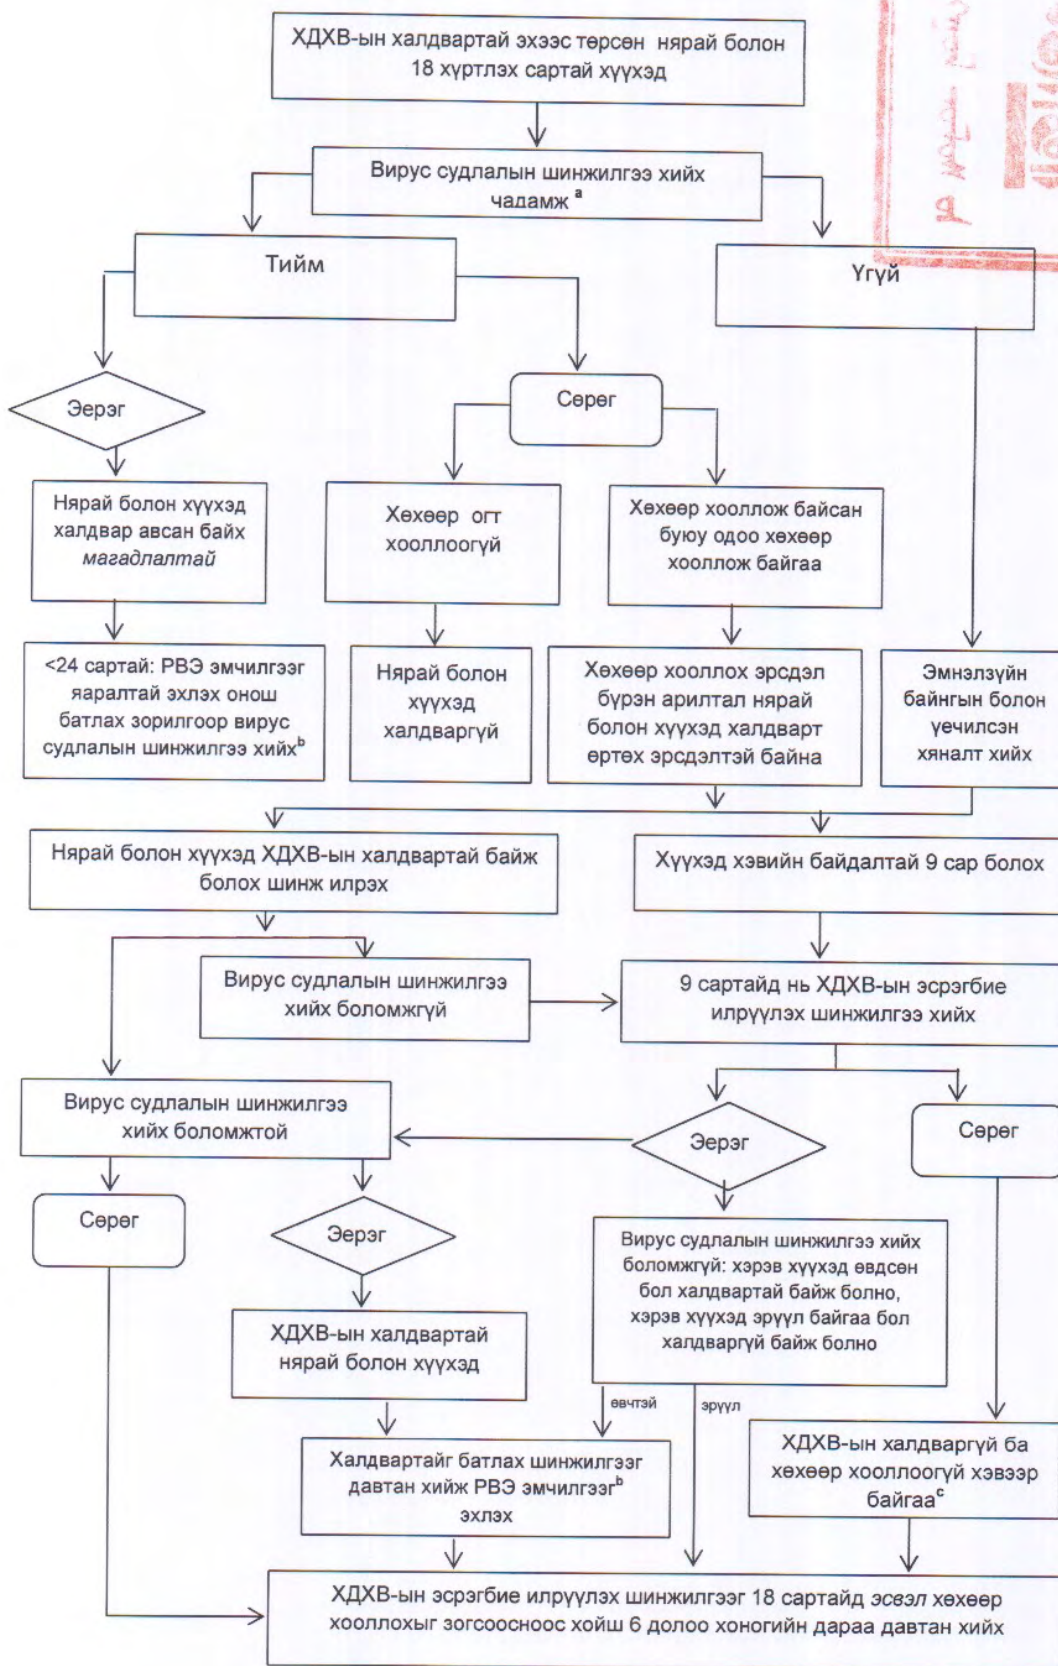 ХДХВ-ын халдвартай эхээс төрсөн нярай болон
18 хүртлэх сартай хүүхэд
Вирус судлалын шинжилгээ хийх
чадамж a
Тийм
Үгүй
Эерэг
Сөрөг
Нярай болон хүүхэд
халдвар авсан байх
магадлалтай
Хөхөөр огт
хооллоогүй
Хөхөөр хооллож байсан
буюу одоо хөхөөр
хооллож байгаа
<24 сартай: РВЭ эмчилгээг
яаралтай эхлэх онош
батлах зорилгоор вирус
судлалын шинжилгээ хийх b
Нярай болон
хүүхэд
халдваргүй
Хөхөөр хооллох эрсдэл
бүрэн арилтал нярай
болон хүүхэд халдварт
өртөх эрсдэлтэй байна
Эмнэлзүйн
байнгын болон
үечилсэн
хяналт хийх
Нярай болон хүүхэд ХДХВ-ын халдвартай байж
болох шинж илрэх
Хүүхэд хэвийн байдалтай 9 сар болох
Вирус судлалын шинжилгээ
хийх боломжгүй
9 сартайд нь ХДХВ-ын эсрэгбие
илрүүлэх шинжилгээ хийх
Вирус судлалын шинжилгээ
хийх боломжтой
Эерэг
Сөрөг
Сөрөг
Эерэг
Вирус судлалын шинжилгээ хийх
боломжгүй: хэрэв хүүхэд өвдсөн
бол халдвартай байж болно,
хэрэв хүүхэд эрүүл байгаа бол
халдваргүй байж болно
ХДХВ-ын халдвартай
нярай болон хүүхэд
өвчтэй
эрүүл
Халдвартайг батлах шинжилгээг
давтан хийж РВЭ эмчилгээг b
эхлэх
ХДХВ-ын халдваргүй ба
хөхөөр хооллоогүй хэвээр
байгаа c
ХДХВ-ын эсрэгбие илрүүлэх шинжилгээг 18 сартайд эсвэл хөхөөр
хооллохыг зогсоосноос хойш 6 долоо хоногийн дараа давтан хийх